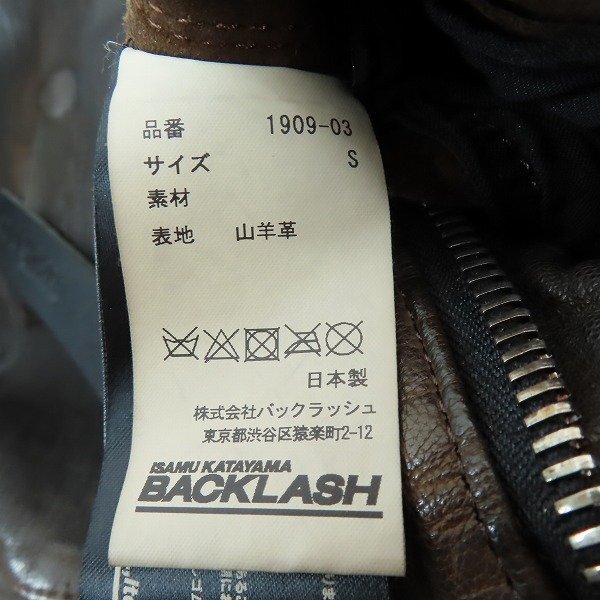 品番 1909-03
サイズ S
素材
表地 山羊革
日本製
株式会社バックラッシュ
東京都渋谷区猿楽町2-12
ISAMU KATAYAMA
BACKLASH